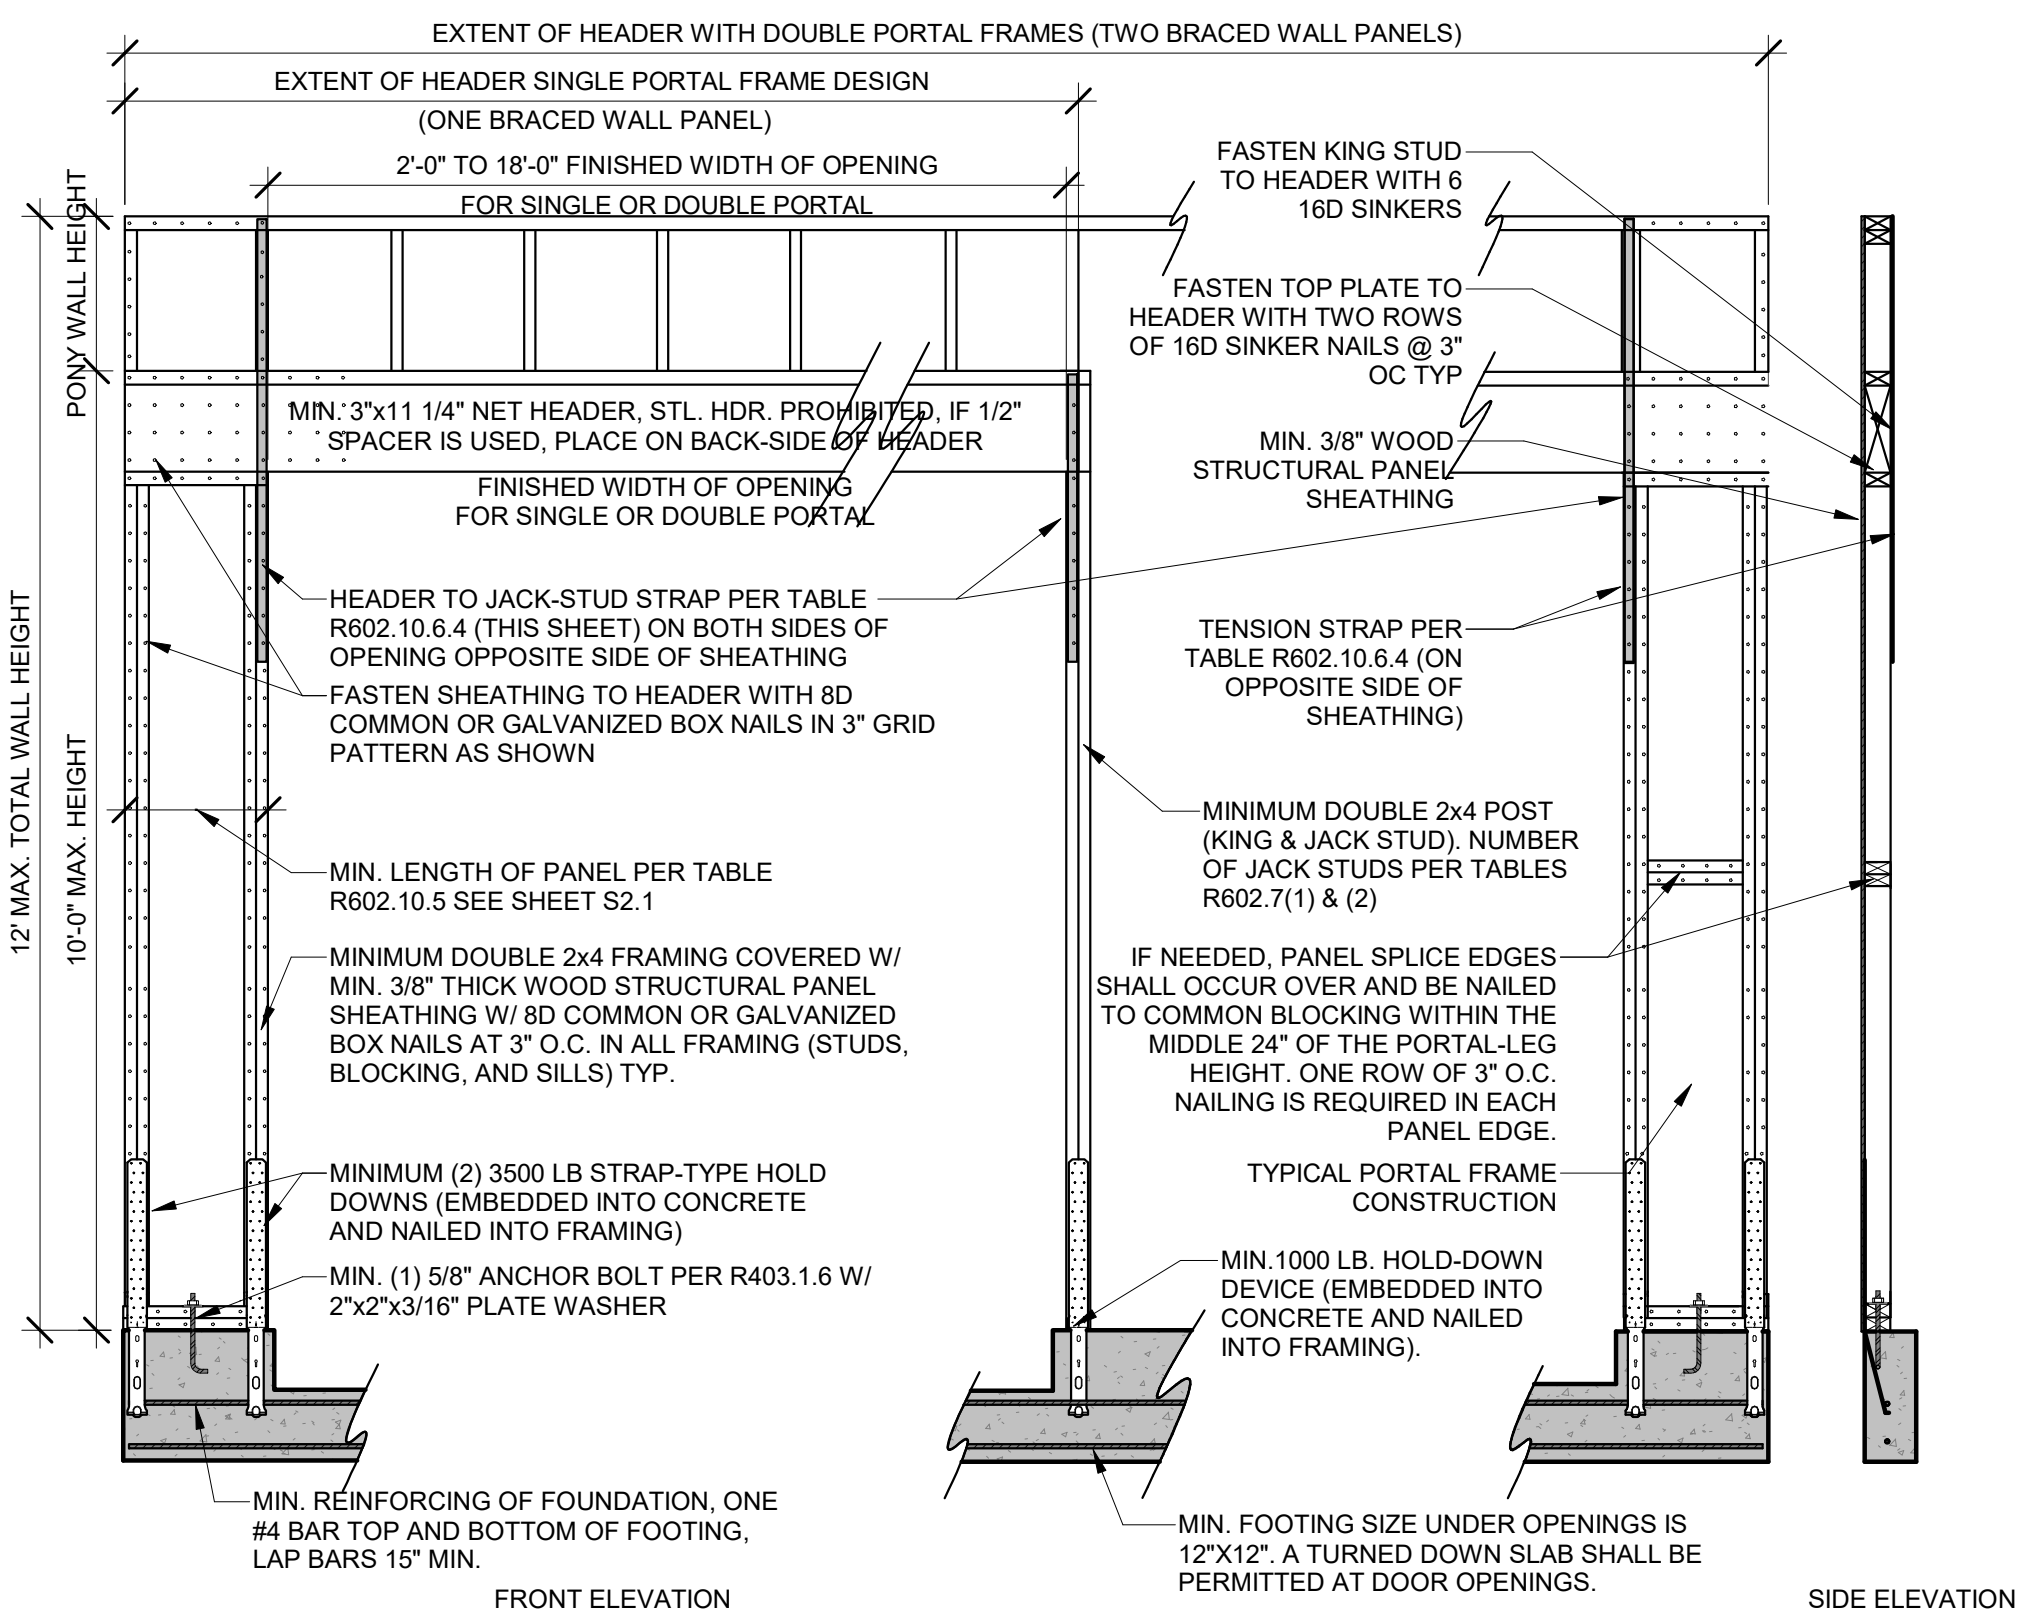 EXTENT OF HEADER WITH DOUBLE PORTAL FRAMES (TWO BRACED WALL PANELS)
EXTENT OF HEADER SINGLE PORTAL FRAME DESIGN
(ONE BRACED WALL PANEL)
2'-0" TO 18'-0" FINISHED WIDTH OF OPENING
FOR SINGLE OR DOUBLE PORTAL
FASTEN KING STUD
TO HEADER WITH 6
16D SINKERS
FASTEN TOP PLATE TO
HEADER WITH TWO ROWS
OF 16D SINKER NAILS @ 3"
OC TYP
PONY WALL HEIGHT
12' MAX. TOTAL WALL HEIGHT
10'-0" MAX. HEIGHT
MIN. 3"x11 1/4" NET HEADER, STL. HDR. PROHIBITED, IF 1/2"
SPACER IS USED, PLACE ON BACK-SIDE OF HEADER
FINISHED WIDTH OF OPENING
FOR SINGLE OR DOUBLE PORTAL
MIN. 3/8" WOOD
STRUCTURAL PANEL
SHEATHING
HEADER TO JACK-STUD STRAP PER TABLE
R602.10.6.4 (THIS SHEET) ON BOTH SIDES OF
OPENING OPPOSITE SIDE OF SHEATHING
FASTEN SHEATHING TO HEADER WITH 8D
COMMON OR GALVANIZED BOX NAILS IN 3" GRID
PATTERN AS SHOWN
TENSION STRAP PER
TABLE R602.10.6.4 (ON
OPPOSITE SIDE OF
SHEATHING)
MIN. LENGTH OF PANEL PER TABLE
R602.10.5 SEE SHEET S2.1
MINIMUM DOUBLE 2x4 POST
(KING & JACK STUD). NUMBER
OF JACK STUDS PER TABLES
R602.7(1) & (2)
MINIMUM DOUBLE 2x4 FRAMING COVERED W/
MIN. 3/8" THICK WOOD STRUCTURAL PANEL
SHEATHING W/ 8D COMMON OR GALVANIZED
BOX NAILS AT 3" O.C. IN ALL FRAMING (STUDS,
BLOCKING, AND SILLS) TYP.
IF NEEDED, PANEL SPLICE EDGES
SHALL OCCUR OVER AND BE NAILED
TO COMMON BLOCKING WITHIN THE
MIDDLE 24" OF THE PORTAL-LEG
HEIGHT. ONE ROW OF 3" O.C.
NAILING IS REQUIRED IN EACH
PANEL EDGE.
MINIMUM (2) 3500 LB STRAP-TYPE HOLD
DOWNS (EMBEDDED INTO CONCRETE
AND NAILED INTO FRAMING)
TYPICAL PORTAL FRAME
CONSTRUCTION
MIN. (1) 5/8" ANCHOR BOLT PER R403.1.6 W/
2"x2"x3/16" PLATE WASHER
MIN.1000 LB. HOLD-DOWN
DEVICE (EMBEDDED INTO
CONCRETE AND NAILED
INTO FRAMING).
MIN. REINFORCING OF FOUNDATION, ONE
#4 BAR TOP AND BOTTOM OF FOOTING,
LAP BARS 15" MIN.
MIN. FOOTING SIZE UNDER OPENINGS IS
12"X12". A TURNED DOWN SLAB SHALL BE
PERMITTED AT DOOR OPENINGS.
FRONT ELEVATION
SIDE ELEVATION